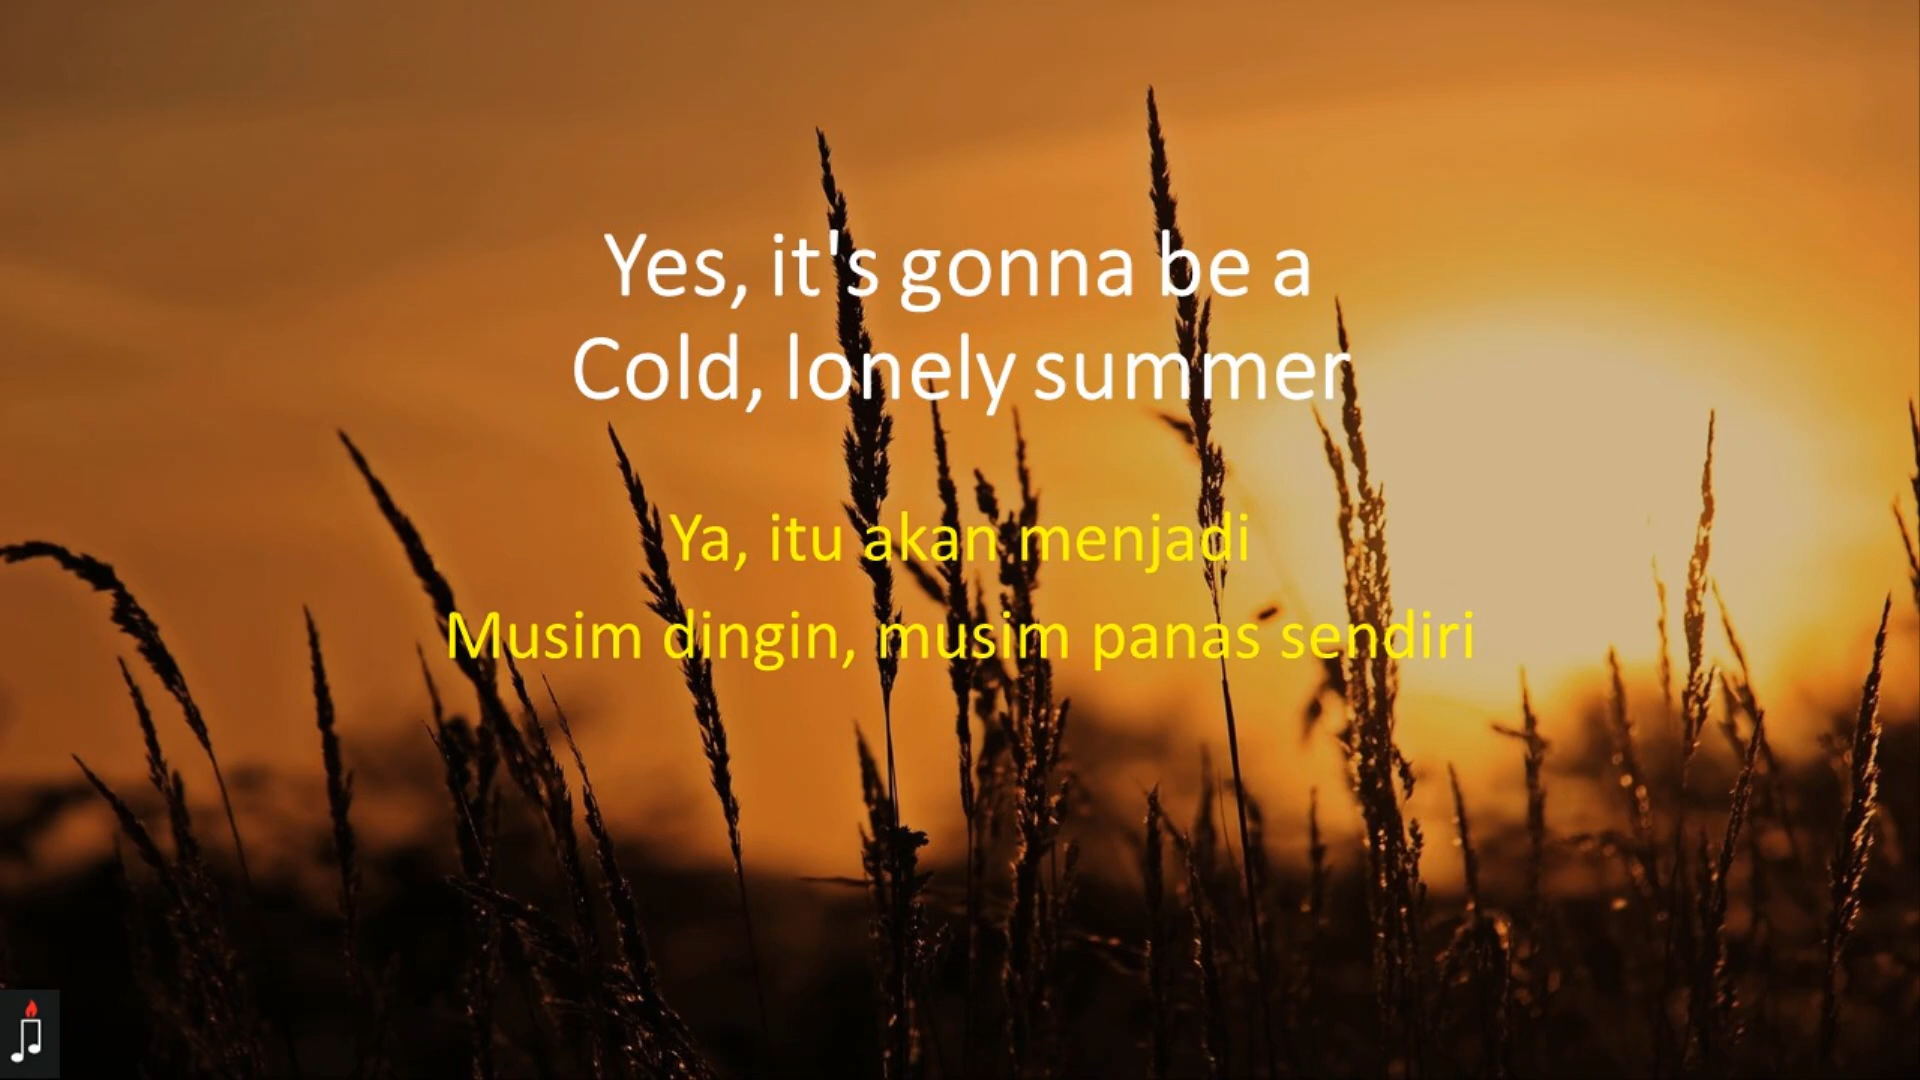 Yes, it's gonna be a
Cold, lonely summer
Ya, itu akan menjadi
Musim dingin, musim panas sendiri